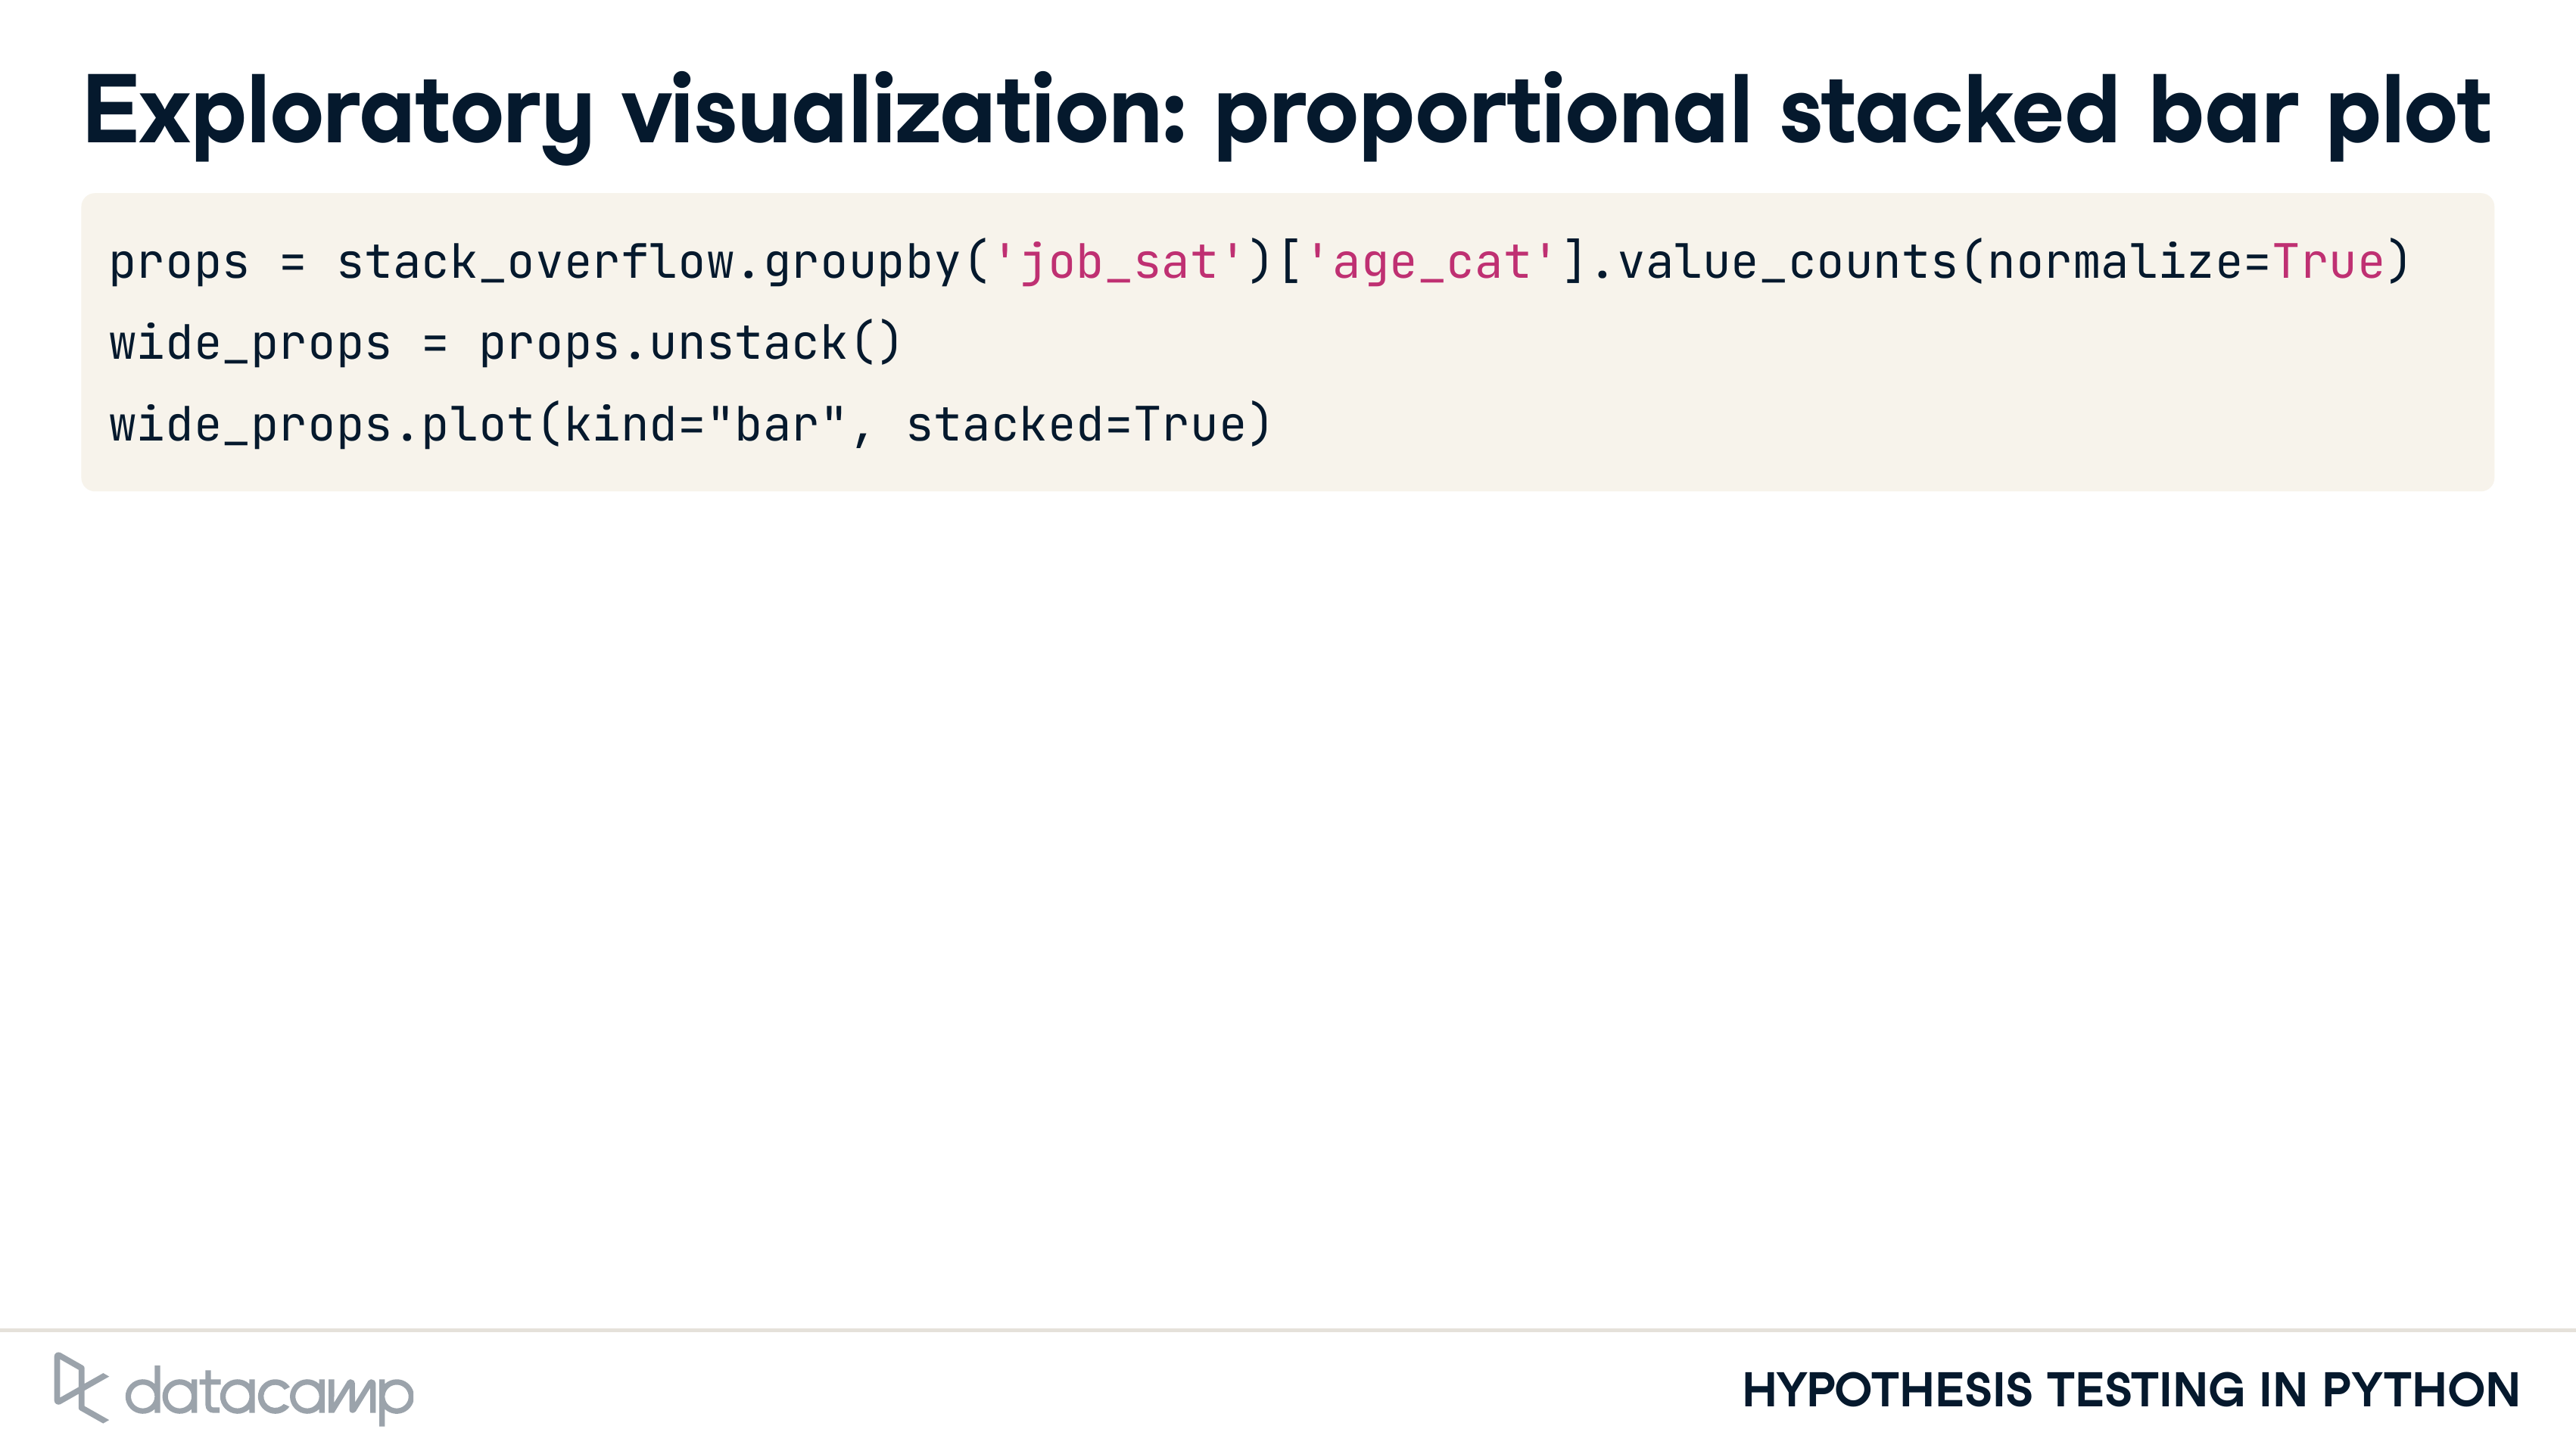 Exploratory visualization: proportional stacked bar plot
props = stack_overflow.groupby('job_sat')['age_cat'].value_counts(normalize=True)
wide_props = props.unstack()
wide_props.plot(kind="bar", stacked=True)
datacamp
HYPOTHESIS TESTING IN PYTHON